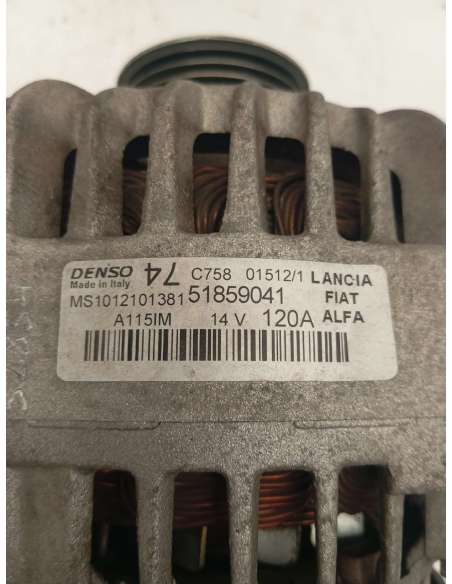 DENSO 74 C758 01512/1 LANCIA
Made in Italy
MS1012101381 51859041 FIAT
A115IM 14 V 120A ALFA